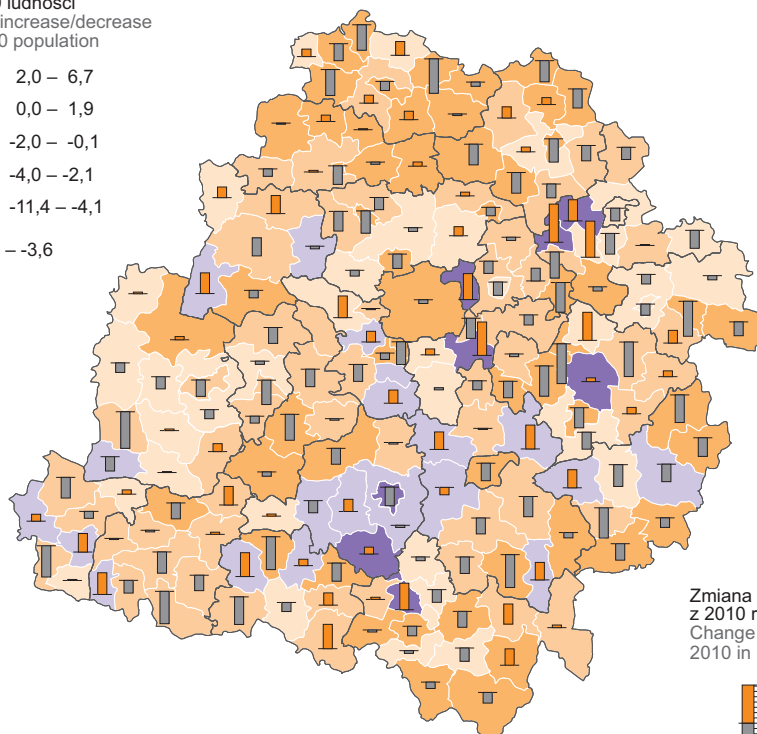 ludności
increase/decrease
population
2,0 – 6,7
0,0 – 1,9
-2,0 – -0,1
-4,0 – -2,1
-11,4 – -4,1
– -3,6
Zmiana
z 2010 r
Change
2010 in